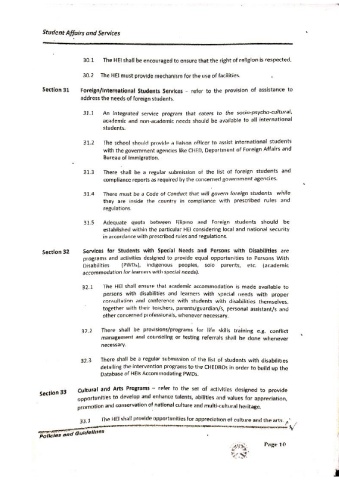 Student Affairs and Services
30.1 The HEI shall be encouraged to ensure that the right of religion is respected.
30.2 The HEI must provide mechanism for the use of facilities.
Section 31 Foreign/International Students Services – refer to the provision of assistance to
address the needs of foreign students.
31.1 An integrated service program that caters to the socio-psycho-cultural,
academic and non-academic needs should be available to all international
students.
31.2 The school should provide a liaison officer to assist international students
with the government agencies like CHED, Department of Foreign Affairs and
Bureau of Immigration.
31.3 There shall be a regular submission of the list of foreign students and
compliance reports as required by the concerned government agencies.
31.4 There must be a Code of Conduct that will govern foreign students while
they are inside the country in compliance with prescribed rules and
regulations.
31.5 Adequate quota between Filipino and Foreign students should be
established within the particular HEI considering local and national security
in accordance with prescribed rules and regulations.
Section 32 Services for Students with Special Needs and Persons with Disabilities are
programs and activities designed to provide equal opportunities to Persons With
Disabilities (PWDs), indigenous peoples, solo parents, etc. (academic
accommodation for learners with special needs).
32.1 The HEI shall ensure that academic accommodation is made available to
persons with disabilities and learners with special needs with proper
consultation and conference with students with disabilities themselves,
together with their teachers, parents/guardian/s, personal assistant/s and
other concerned professionals, whenever necessary.
32.2 There shall be provisions/programs for life skills training e.g. conflict
management and counseling or testing referrals shall be done whenever
necessary.
32.3 There shall be a regular submission of the list of students with disabilities
detailing the intervention programs to the CHEDROs in order to build up the
Database of HEIs Accommodating PWDs.
Section 33 Cultural and Arts Programs – refer to the set of activities designed to provide
opportunities to develop and enhance talents, abilities and values for appreciation,
promotion and conservation of national culture and multi-cultural heritage.
33.1 The HEI shall provide opportunities for appreciation of culture and the arts
Policies and Guidelines
Page 10